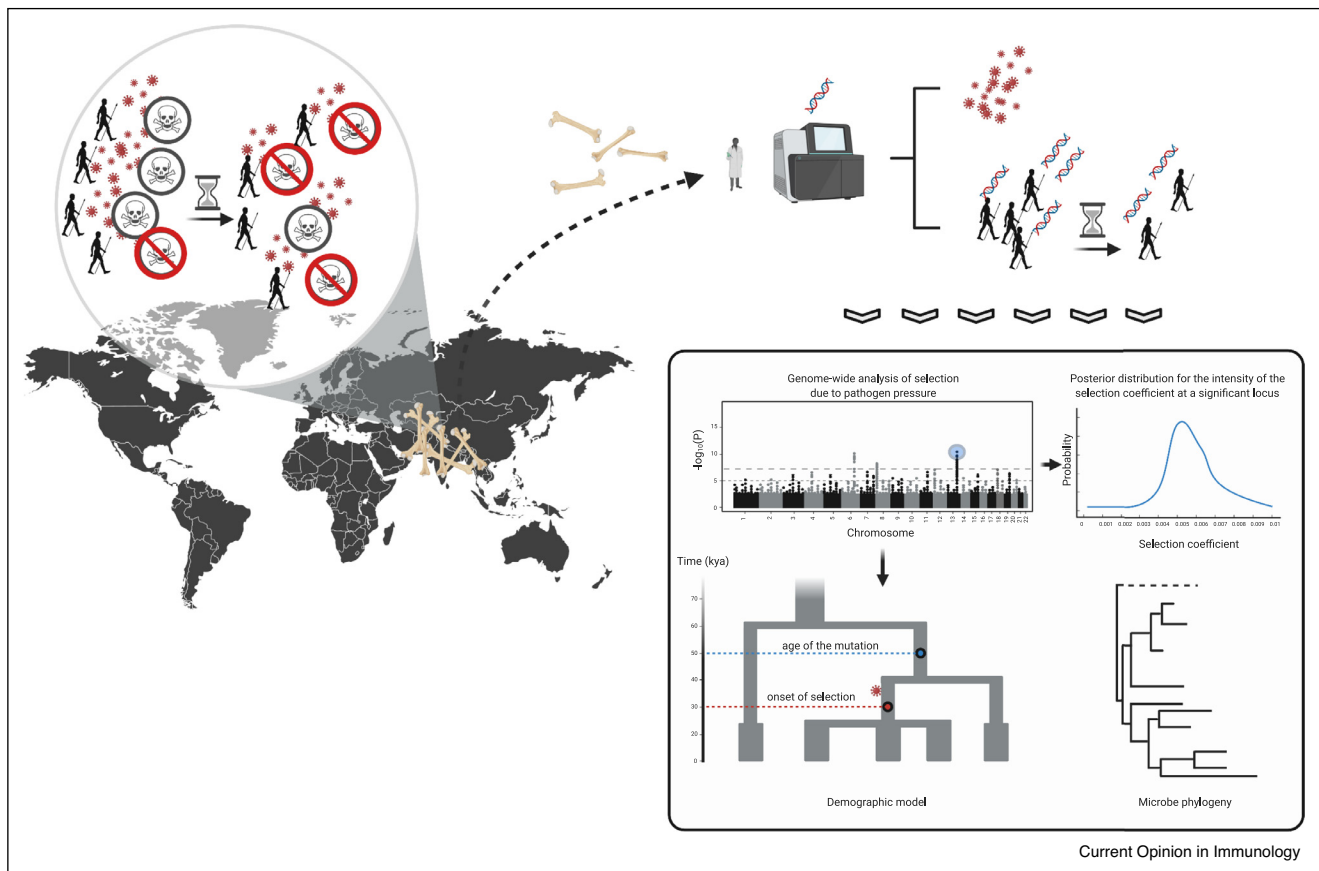 Genome-wide analysis of selection
due to pathogen pressure
Posterior distribution for the intensity of the
selection coefficient at a significant locus
-log10(P)
15
10
5
0
1
2
3
4
5
6
7
8
9
10
11
12
13
14
15
16
17
18
19
20
21
22
Chromosome
Probability
0 0.001 0.002 0.003 0.004 0.005 0.006 0.007 0.008 0.009 0.01
Selection coefficient
Time (kya)
70
60
50
40
30
20
10
0
age of the mutation
onset of selection
Demographic model
Microbe phylogeny
Current Opinion in Immunology